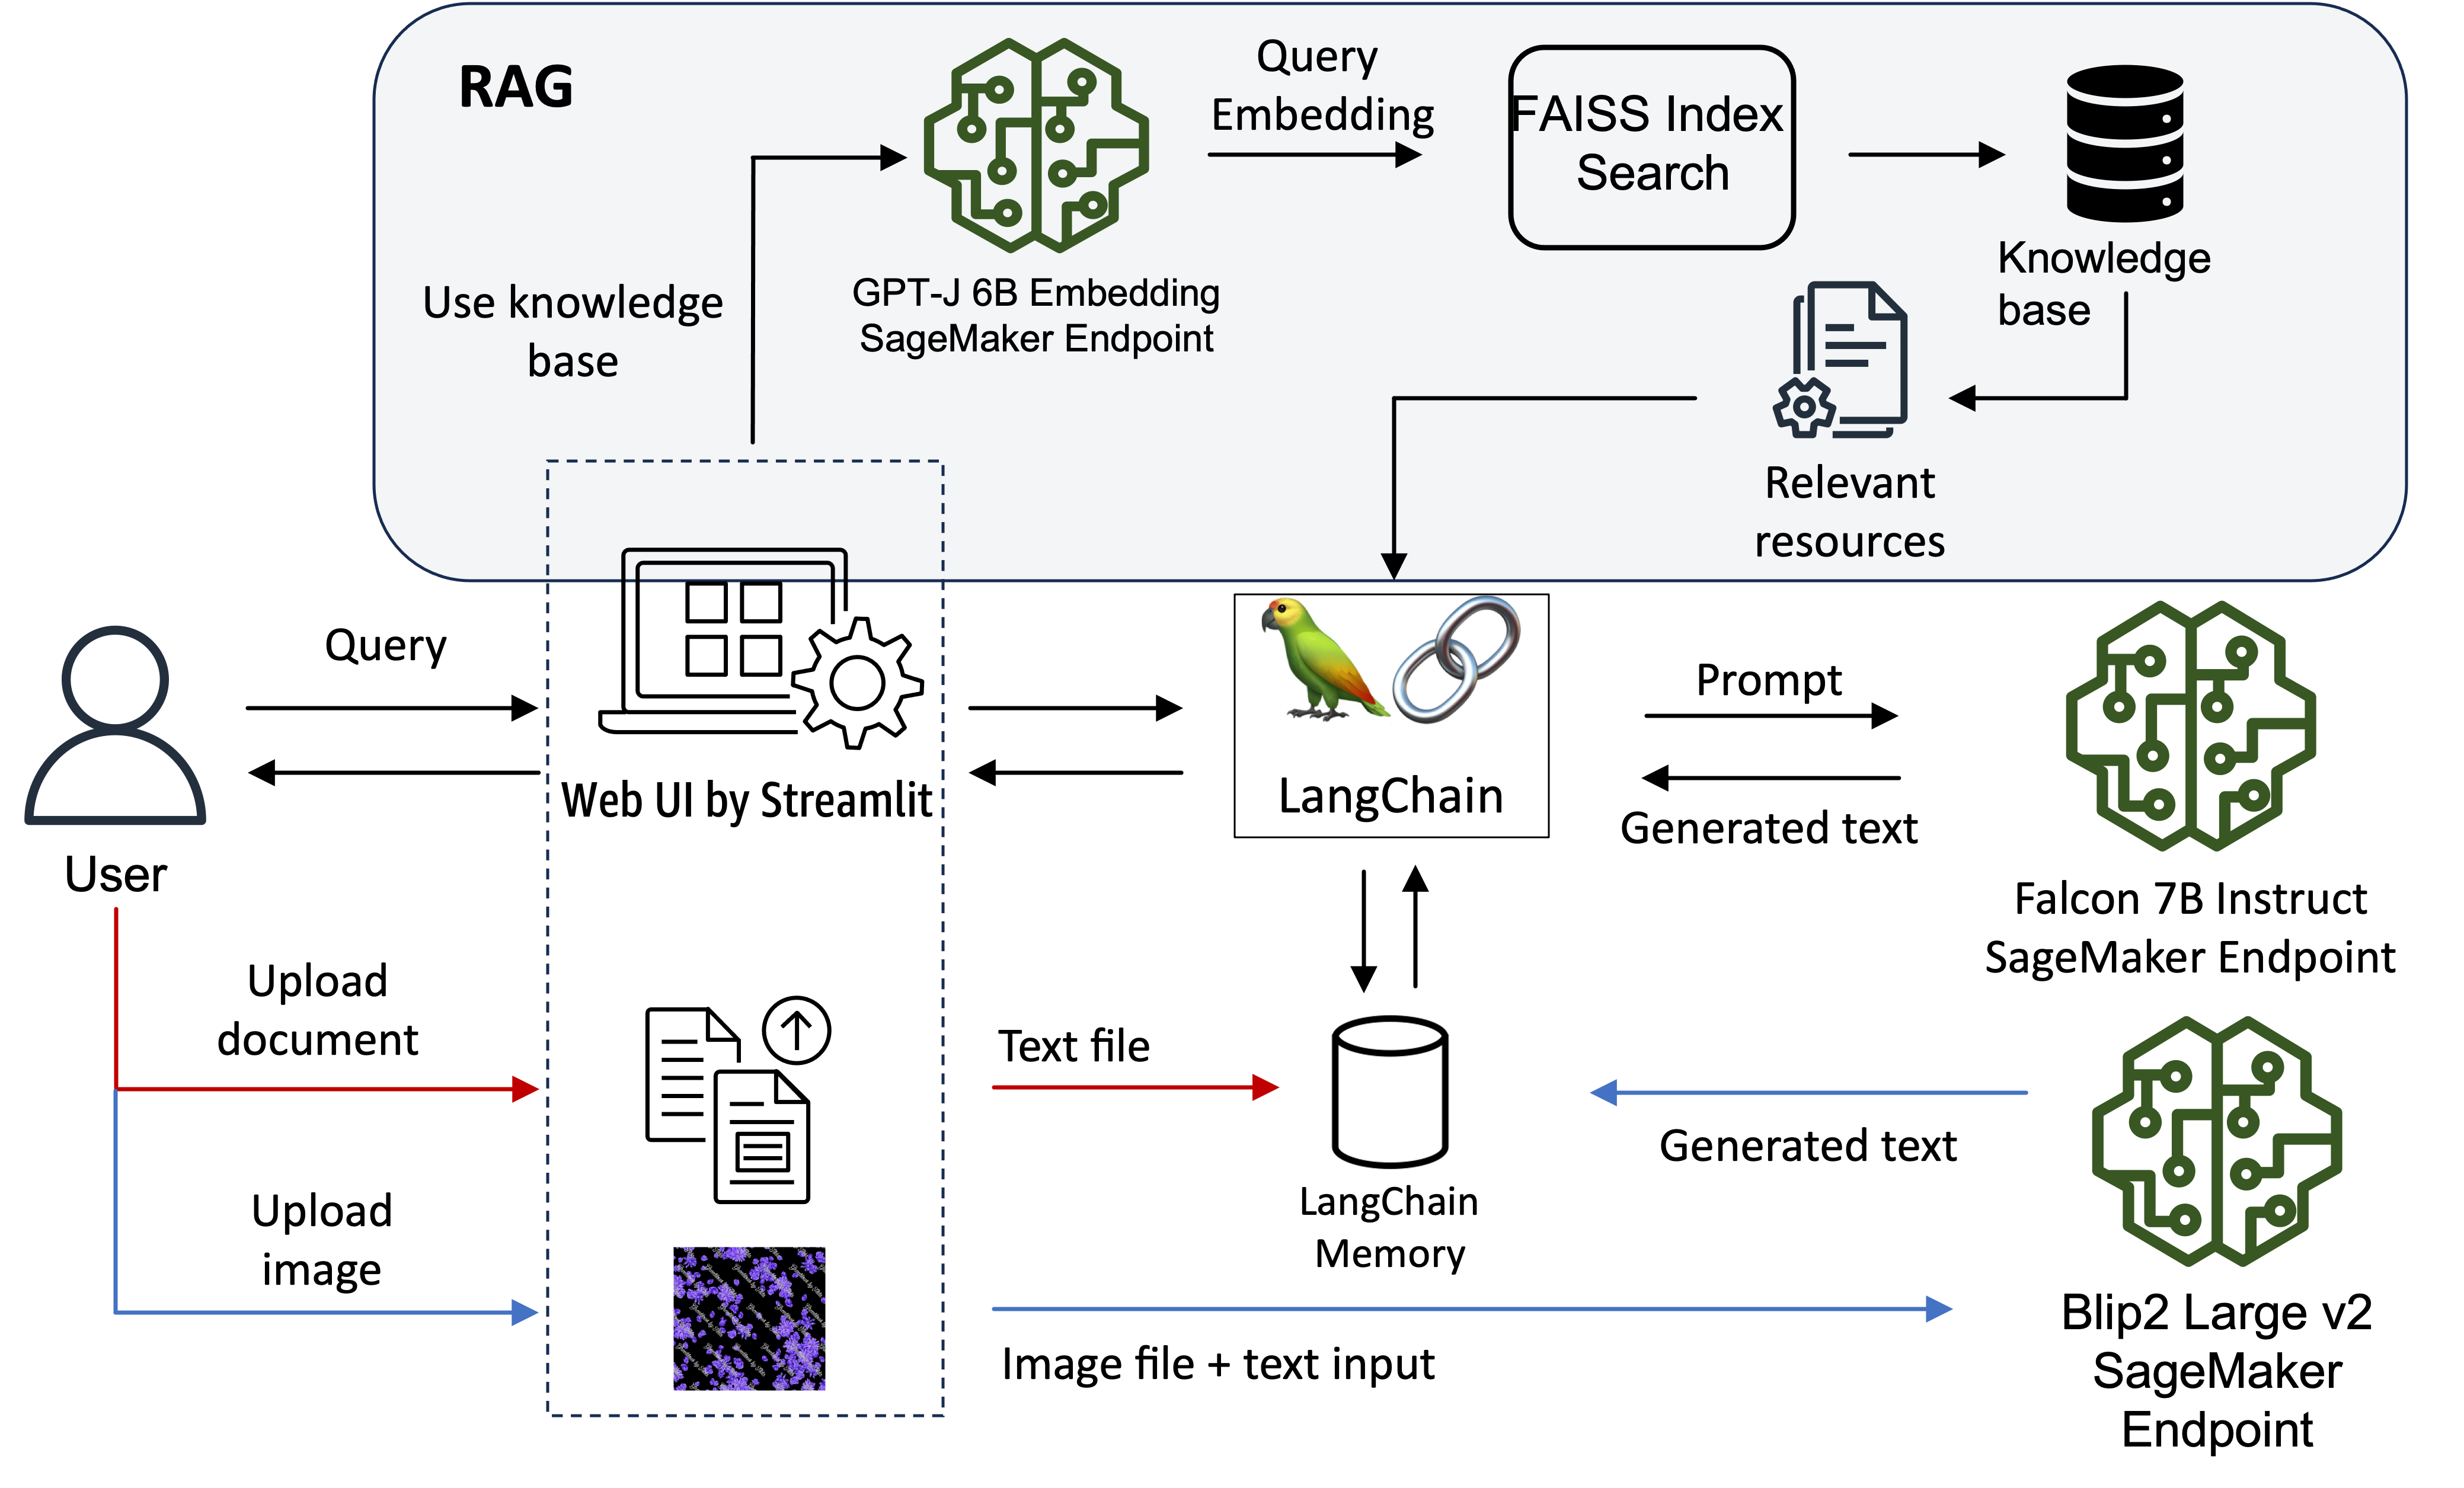 RAG
Query
Embedding
FAISS Index
Search
Knowledge
base
Use knowledge
base
GPT-J 6B Embedding
SageMaker Endpoint
Relevant
resources
Query
Web UI by Streamlit
LangChain
Prompt
Generated text
User
Falcon 7B Instruct
SageMaker Endpoint
Upload
document
Text file
LangChain
Memory
Generated text
Upload
image
Image file + text input
Blip2 Large v2
SageMaker
Endpoint